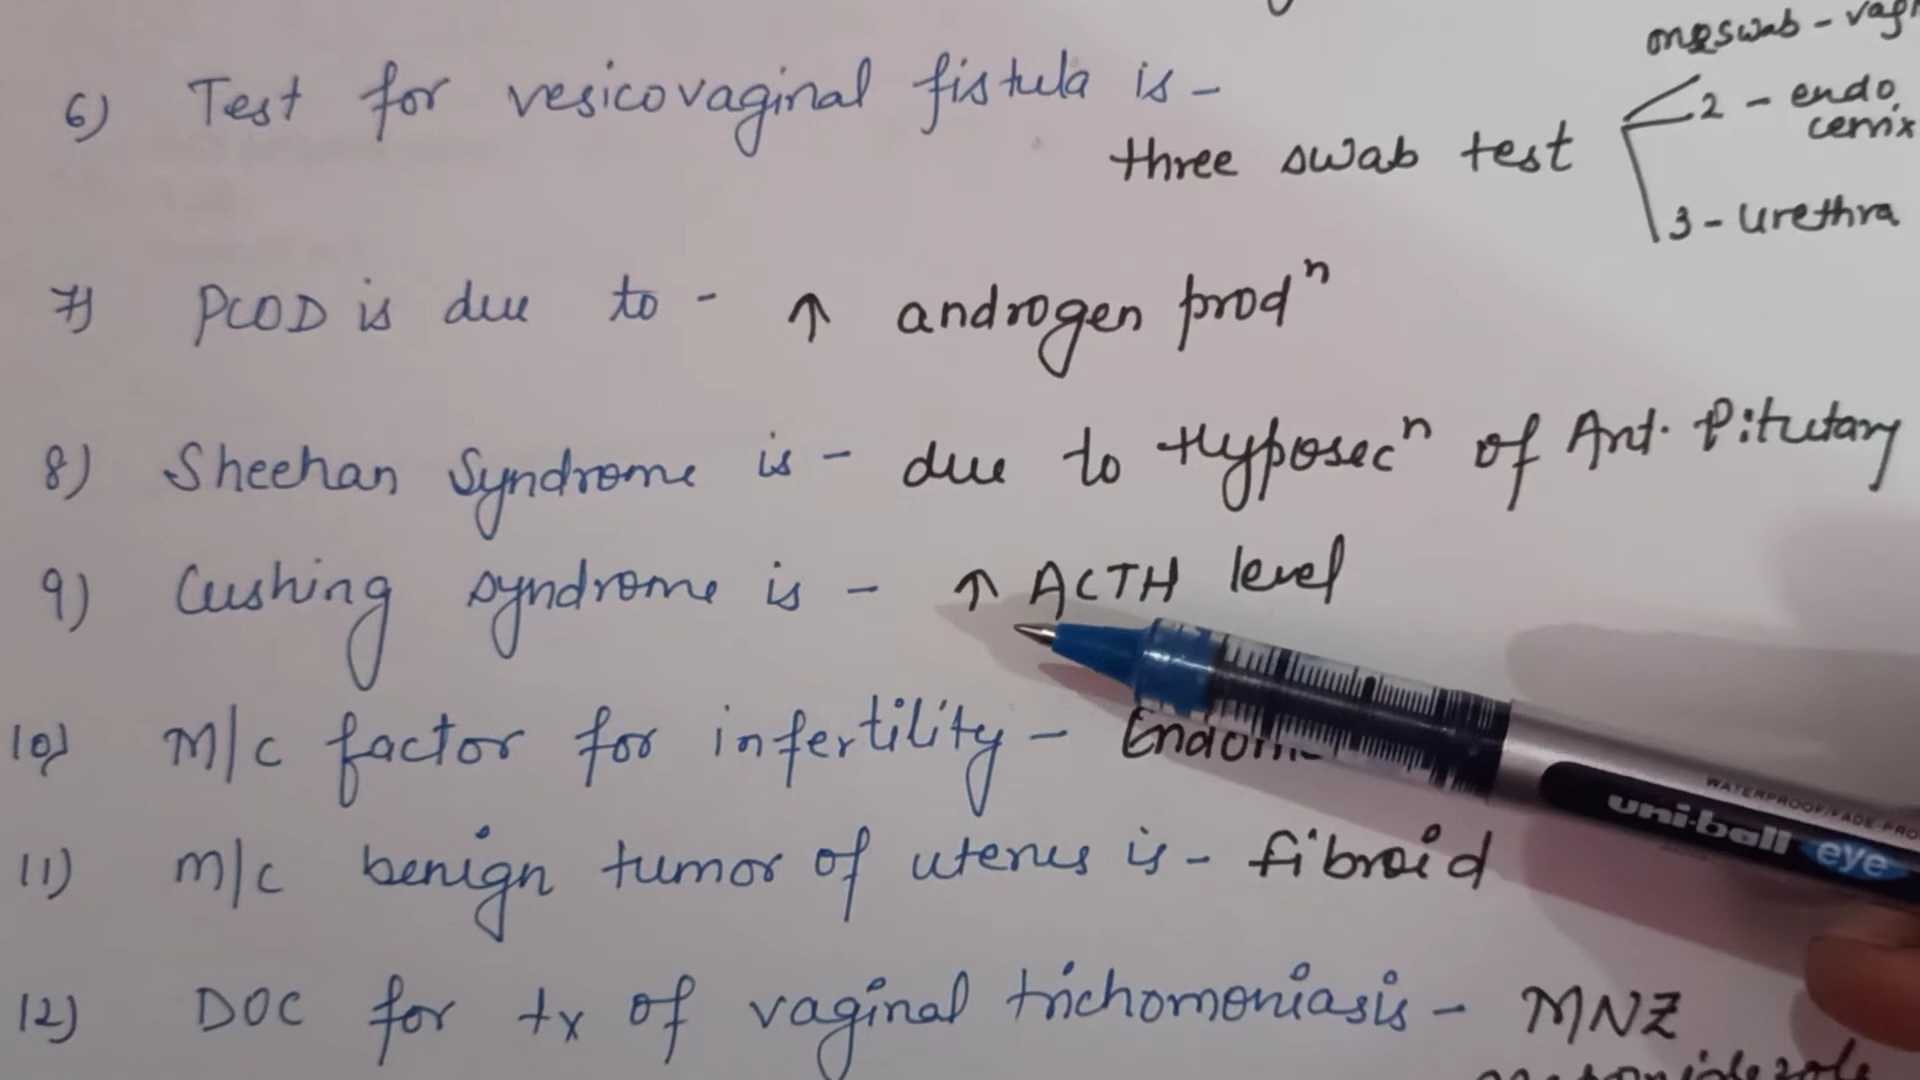 6) Test for vesicovaginal fistula is -
three swab test
swab - vag
2 - endo
cervix
3 - urethra
7) PCOD is due to - ↑ androgen prodⁿ
8) Sheehan Syndrome is - due to Hyposecⁿ of Ant. Pitutary
9) Cushing syndrome is - ↑ ACTH level
10) M/C factor for infertility - Endom
11) m/c benign tumor of uterus is - fibroid
12) DOC for tx of vaginal trichomoniasis - MNZ
uni-ball eye